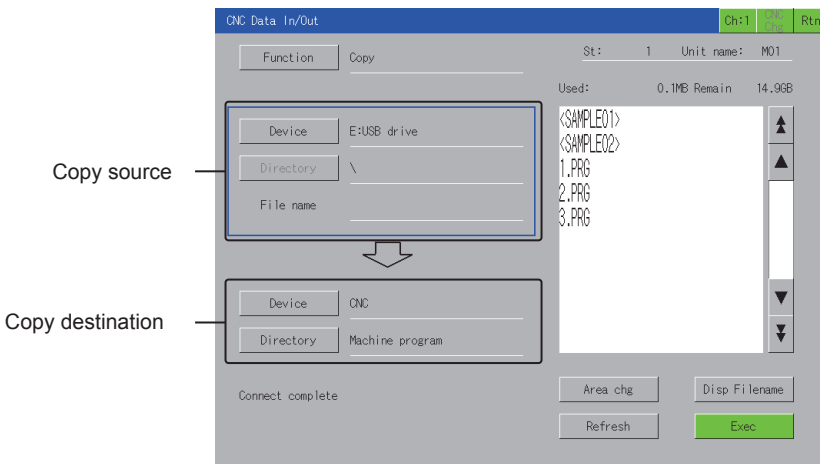 CNC Data In/Out
Ch:1
CNC Chg
Rtn
Function
Copy
St: 1 Unit name: M01
Used: 0.1MB Remain 14.9GB
Copy source
Device
E:USB drive
Directory
\
File name
<SAMPLE01>
<SAMPLE02>
1.PRG
2.PRG
3.PRG
Copy destination
Device
CNC
Directory
Machine program
Connect complete
Area chg
Disp Filename
Refresh
Exec